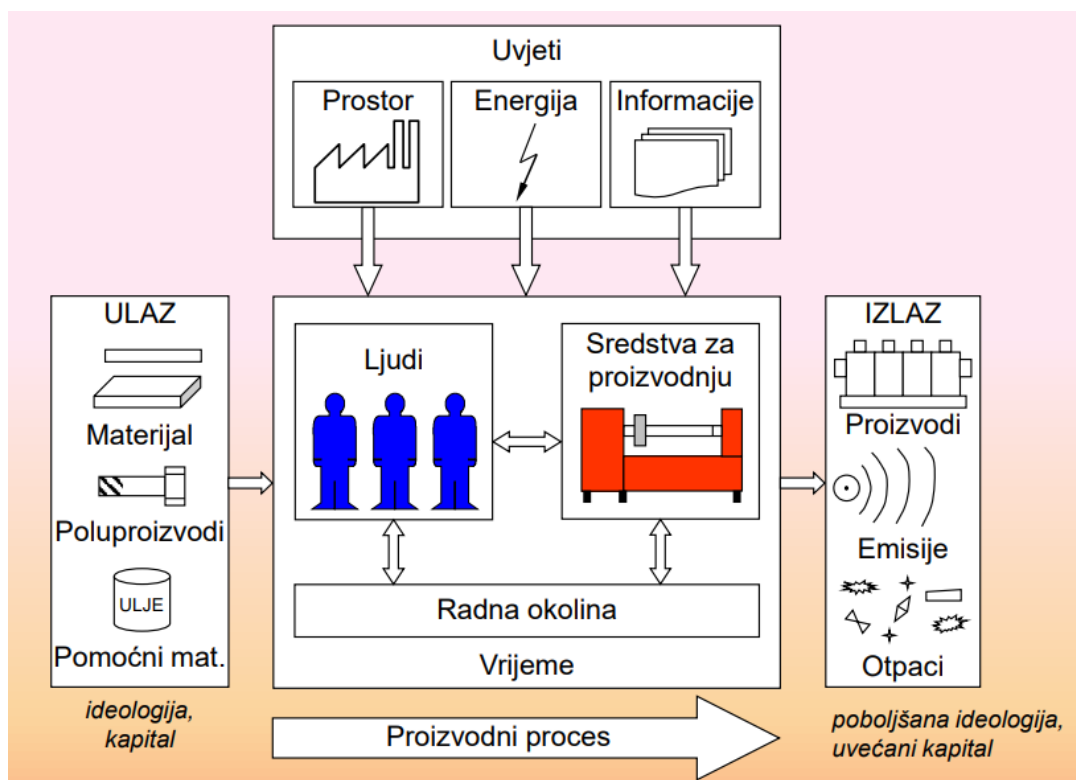 Uvjeti
Prostor
Energija
Informacije
ULAZ
Materijal
Poluproizvodi
ULJE
Pomoćni mat.
Ljudi
Sredstva za
proizvodnju
Radna okolina
Vrijeme
IZLAZ
Proizvodi
Emisije
Otpaci
ideologija,
kapital
Proizvodni proces
poboljšana ideologija,
uvećani kapital